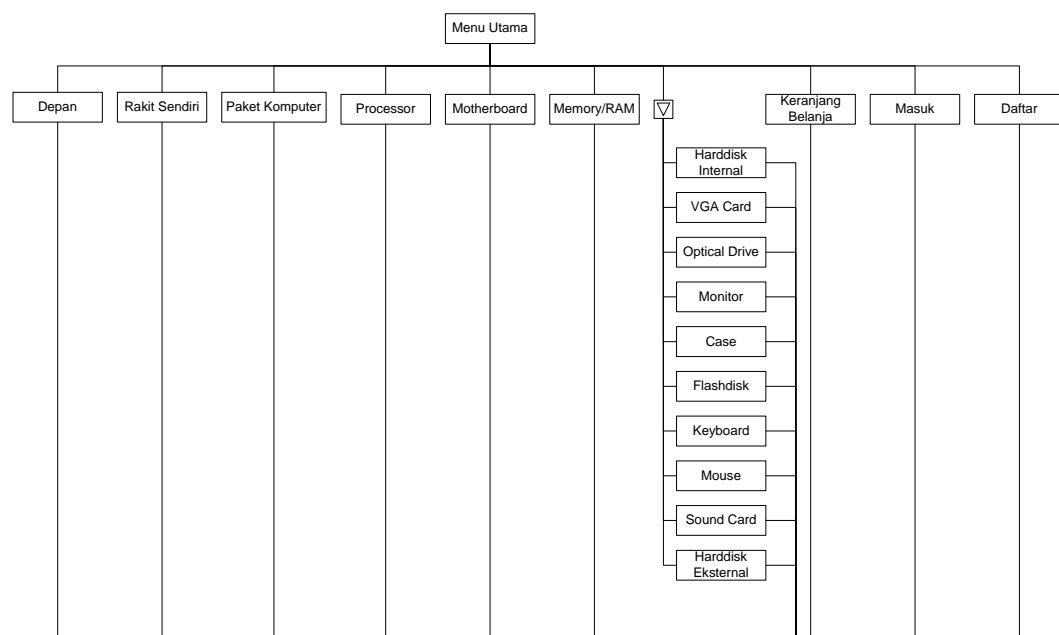 Menu Utama
Depan
Rakit Sendiri
Paket Komputer
Processor
Motherboard
Memory/RAM
Keranjang
Belanja
Masuk
Daftar
Harddisk
Internal
VGA Card
Optical Drive
Monitor
Case
Flashdisk
Keyboard
Mouse
Sound Card
Harddisk
Eksternal